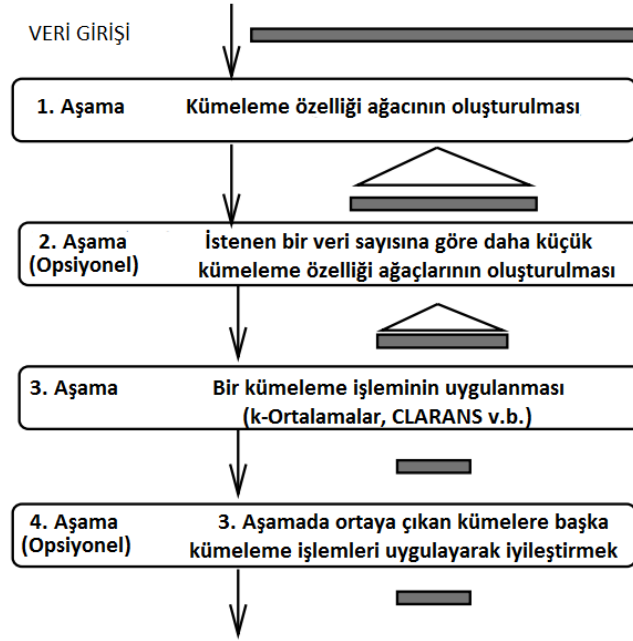 VERİ GİRİŞİ
1. Aşama Kümeleme özelliği ağacının oluşturulması
2. Aşama İstenen bir veri sayısına göre daha küçük
(Opsiyonel) kümeleme özelliği ağaçlarının oluşturulması
3. Aşama Bir kümeleme işleminin uygulanması
(k-Ortalamalar, CLARANS v.b.)
4. Aşama 3. Aşamada ortaya çıkan kümelere başka
(Opsiyonel) kümeleme işlemleri uygulayarak iyileştirmek